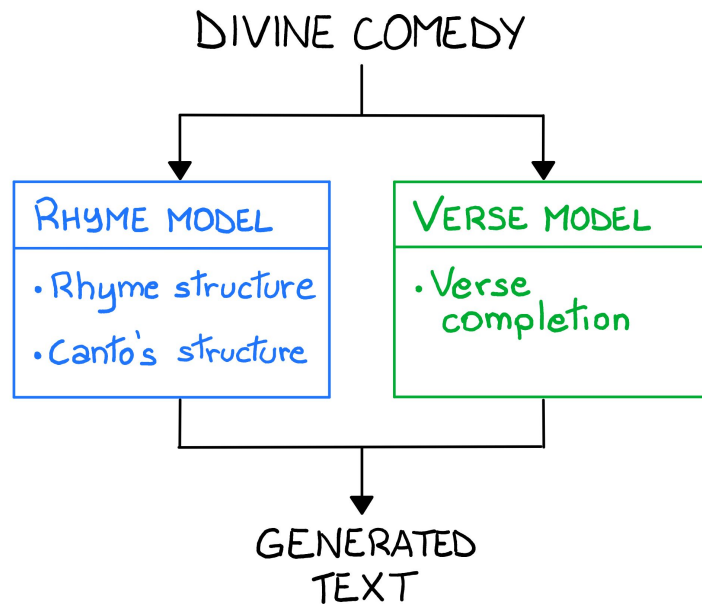 DIVINE COMEDY
RHYME MODEL
• Rhyme structure
• Canto's structure
VERSE MODEL
• Verse
completion
GENERATED
TEXT